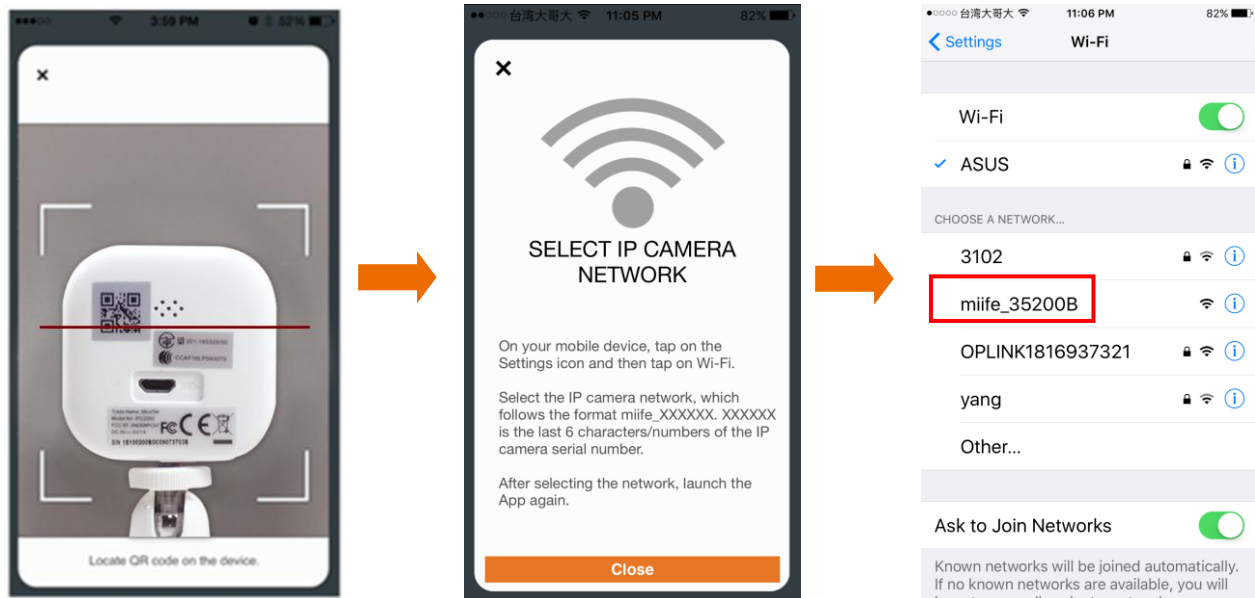 3:59 PM
52%
×
FC CE
Locate QR code on the device.
台湾大哥大 11:05 PM 82%
×
SELECT IP CAMERA
NETWORK
On your mobile device, tap on the
Settings icon and then tap on Wi-Fi.
Select the IP camera network, which
follows the format miife_XXXXXX. XXXXXX
is the last 6 characters/numbers of the IP
camera serial number.
After selecting the network, launch the
App again.
Close
台湾大哥大 11:06 PM 82%
Settings Wi-Fi
Wi-Fi
ASUS
CHOOSE A NETWORK...
3102
miife_35200B
OPLINK1816937321
yang
Other...
Ask to Join Networks
Known networks will be joined automatically.
If no known networks are available, you will